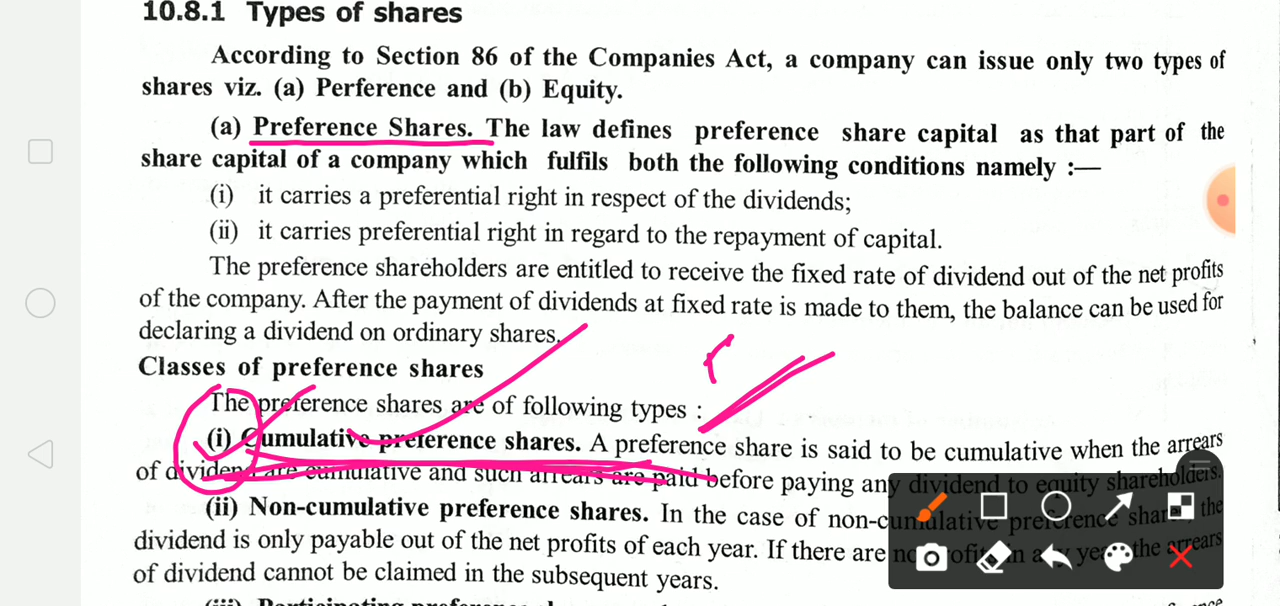 10.8.1 Types of shares
According to Section 86 of the Companies Act, a company can issue only two types of
shares viz. (a) Perference and (b) Equity.
(a) Preference Shares. The law defines preference share capital as that part of the
share capital of a company which fulfils both the following conditions namely :—
(i) it carries a preferential right in respect of the dividends;
(ii) it carries preferential right in regard to the repayment of capital.
The preference shareholders are entitled to receive the fixed rate of dividend out of the net profits
of the company. After the payment of dividends at fixed rate is made to them, the balance can be used for
declaring a dividend on ordinary shares.
Classes of preference shares
The preference shares are of following types :
(i) Cumulative preference shares. A preference share is said to be cumulative when the arrears
of dividend are cumulative and such arrears are paid before paying any dividend to equity shareholders.
(ii) Non-cumulative preference shares. In the case of non-cumulative preference shares, the
dividend is only payable out of the net profits of each year. If there are no profits in any year, the arrears
of dividend cannot be claimed in the subsequent years.